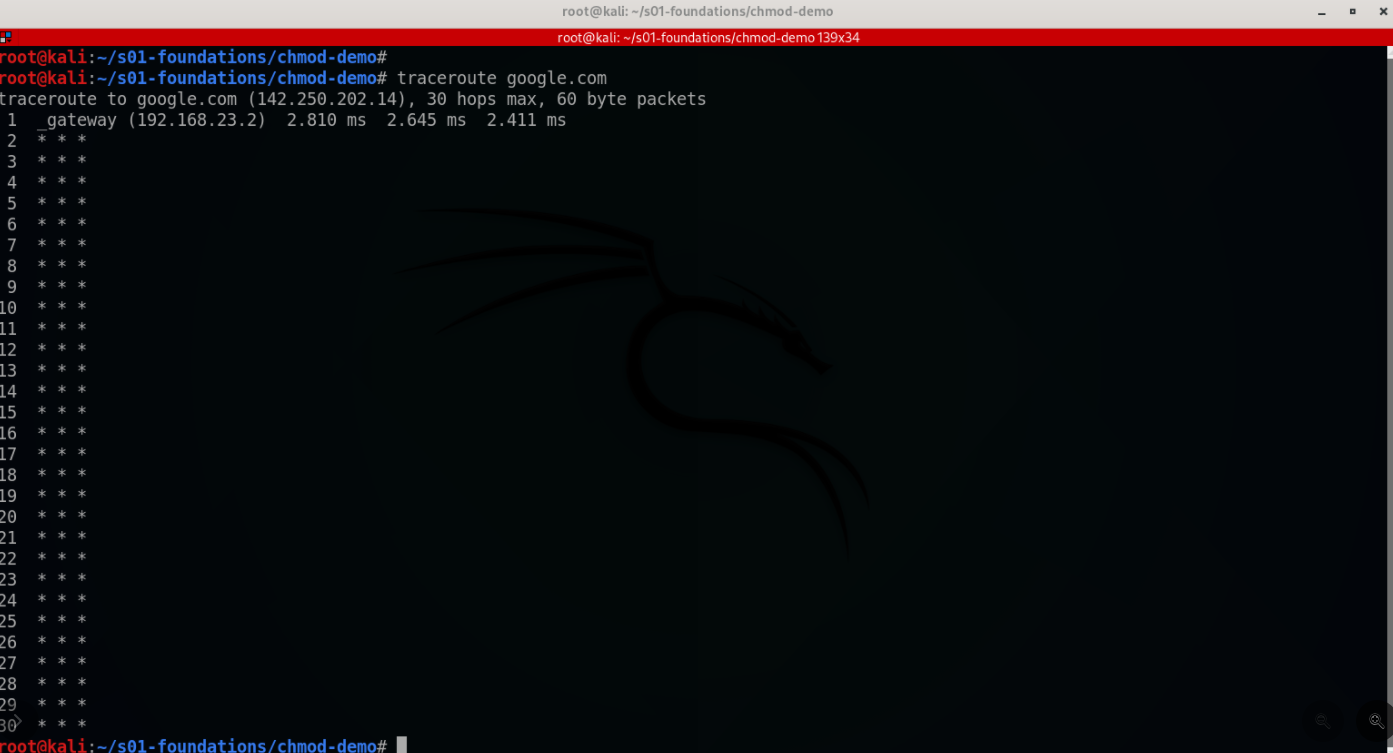 root@kali: ~/s01-foundations/chmod-demo
root@kali: ~/s01-foundations/chmod-demo 139x34
root@kali:~/s01-foundations/chmod-demo#
root@kali:~/s01-foundations/chmod-demo# traceroute google.com
traceroute to google.com (142.250.202.14), 30 hops max, 60 byte packets
 1  _gateway (192.168.23.2)  2.810 ms  2.645 ms  2.411 ms
 2  * * *
 3  * * *
 4  * * *
 5  * * *
 6  * * *
 7  * * *
 8  * * *
 9  * * *
10  * * *
11  * * *
12  * * *
13  * * *
14  * * *
15  * * *
16  * * *
17  * * *
18  * * *
19  * * *
20  * * *
21  * * *
22  * * *
23  * * *
24  * * *
25  * * *
26  * * *
27  * * *
28  * * *
29  * * *
30  * * *
root@kali:~/s01-foundations/chmod-demo#